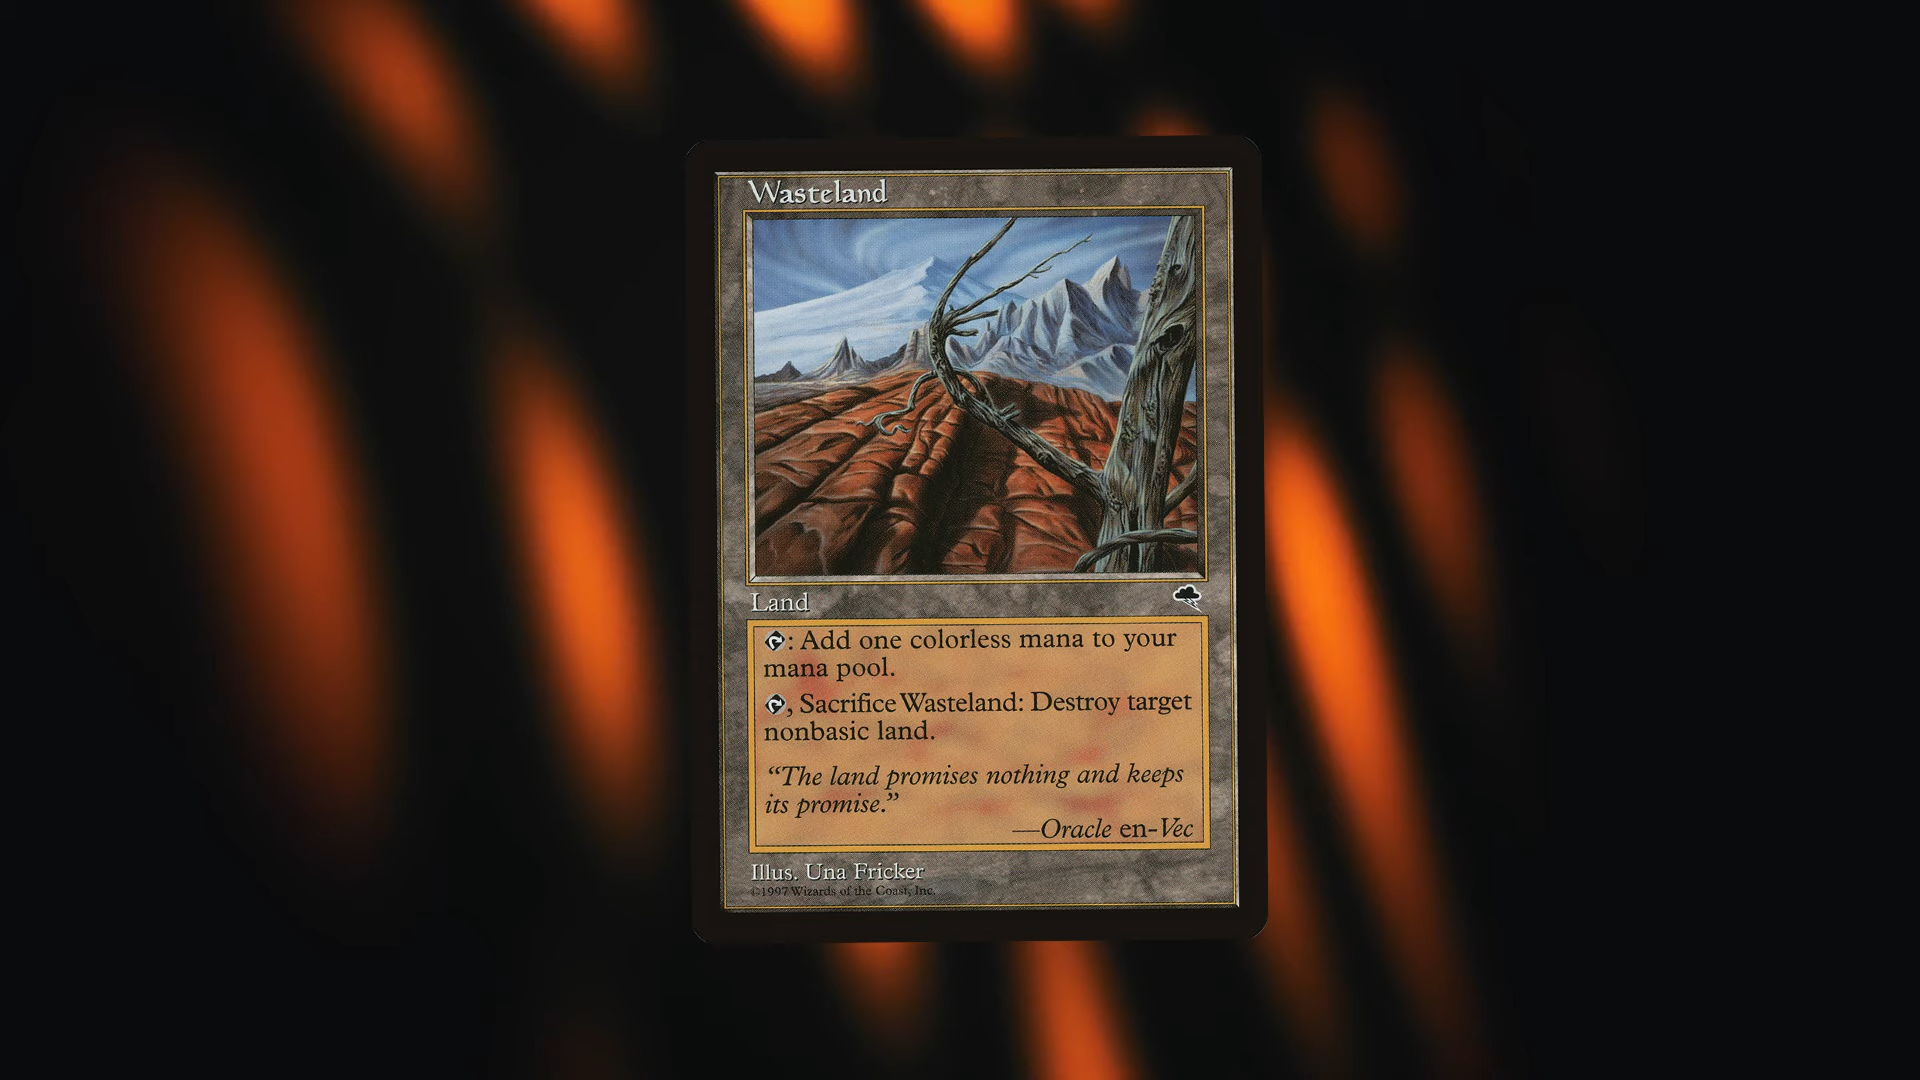 Wasteland
Land
: Add one colorless mana to your
mana pool.
, Sacrifice Wasteland: Destroy target
nonbasic land.
“The land promises nothing and keeps
its promise.”
—Oracle en-Vec
Illus. Una Fricker
©1997 Wizards of the Coast, Inc.